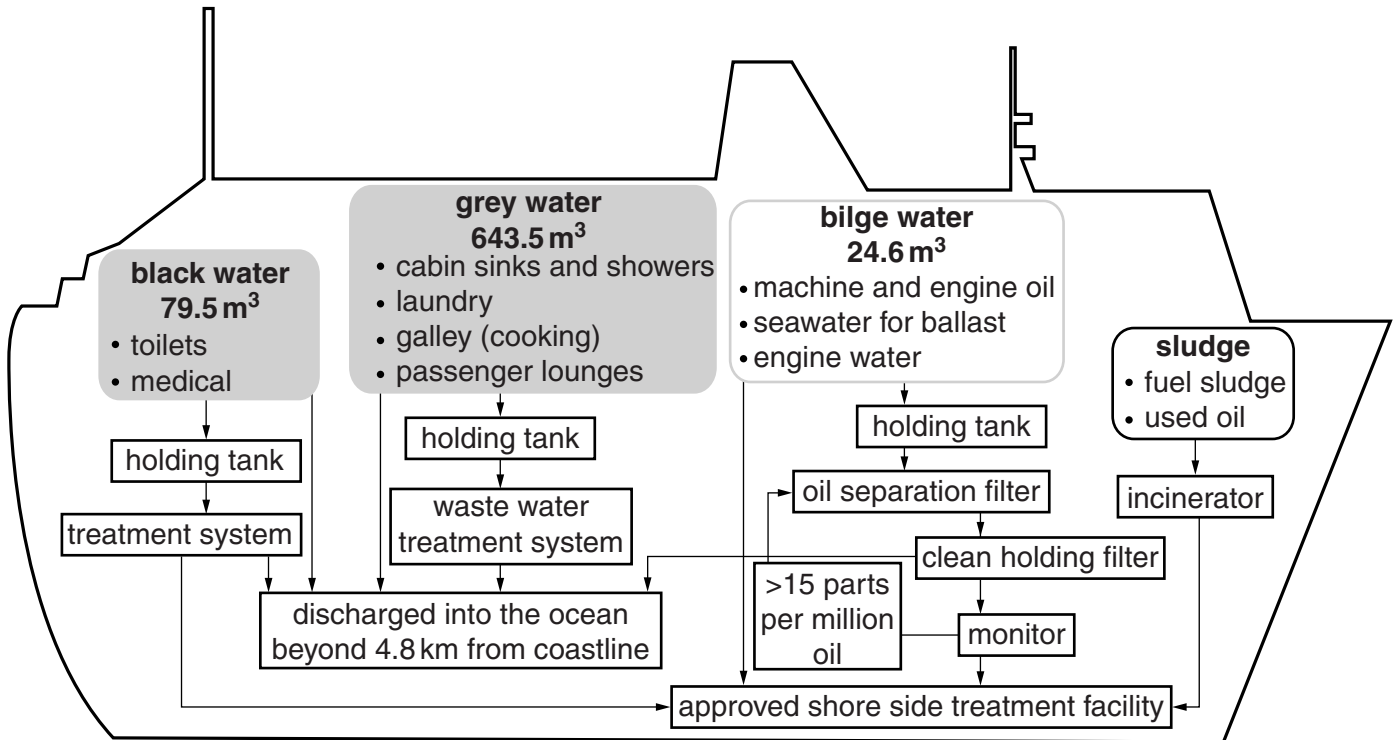 black water
79.5 m³
• toilets
• medical
holding tank
treatment system
grey water
643.5 m³
• cabin sinks and showers
• laundry
• galley (cooking)
• passenger lounges
holding tank
waste water
treatment system
discharged into the ocean
beyond 4.8 km from coastline
bilge water
24.6 m³
• machine and engine oil
• seawater for ballast
• engine water
holding tank
oil separation filter
clean holding filter
>15 parts
per million
oil
monitor
approved shore side treatment facility
sludge
• fuel sludge
• used oil
incinerator